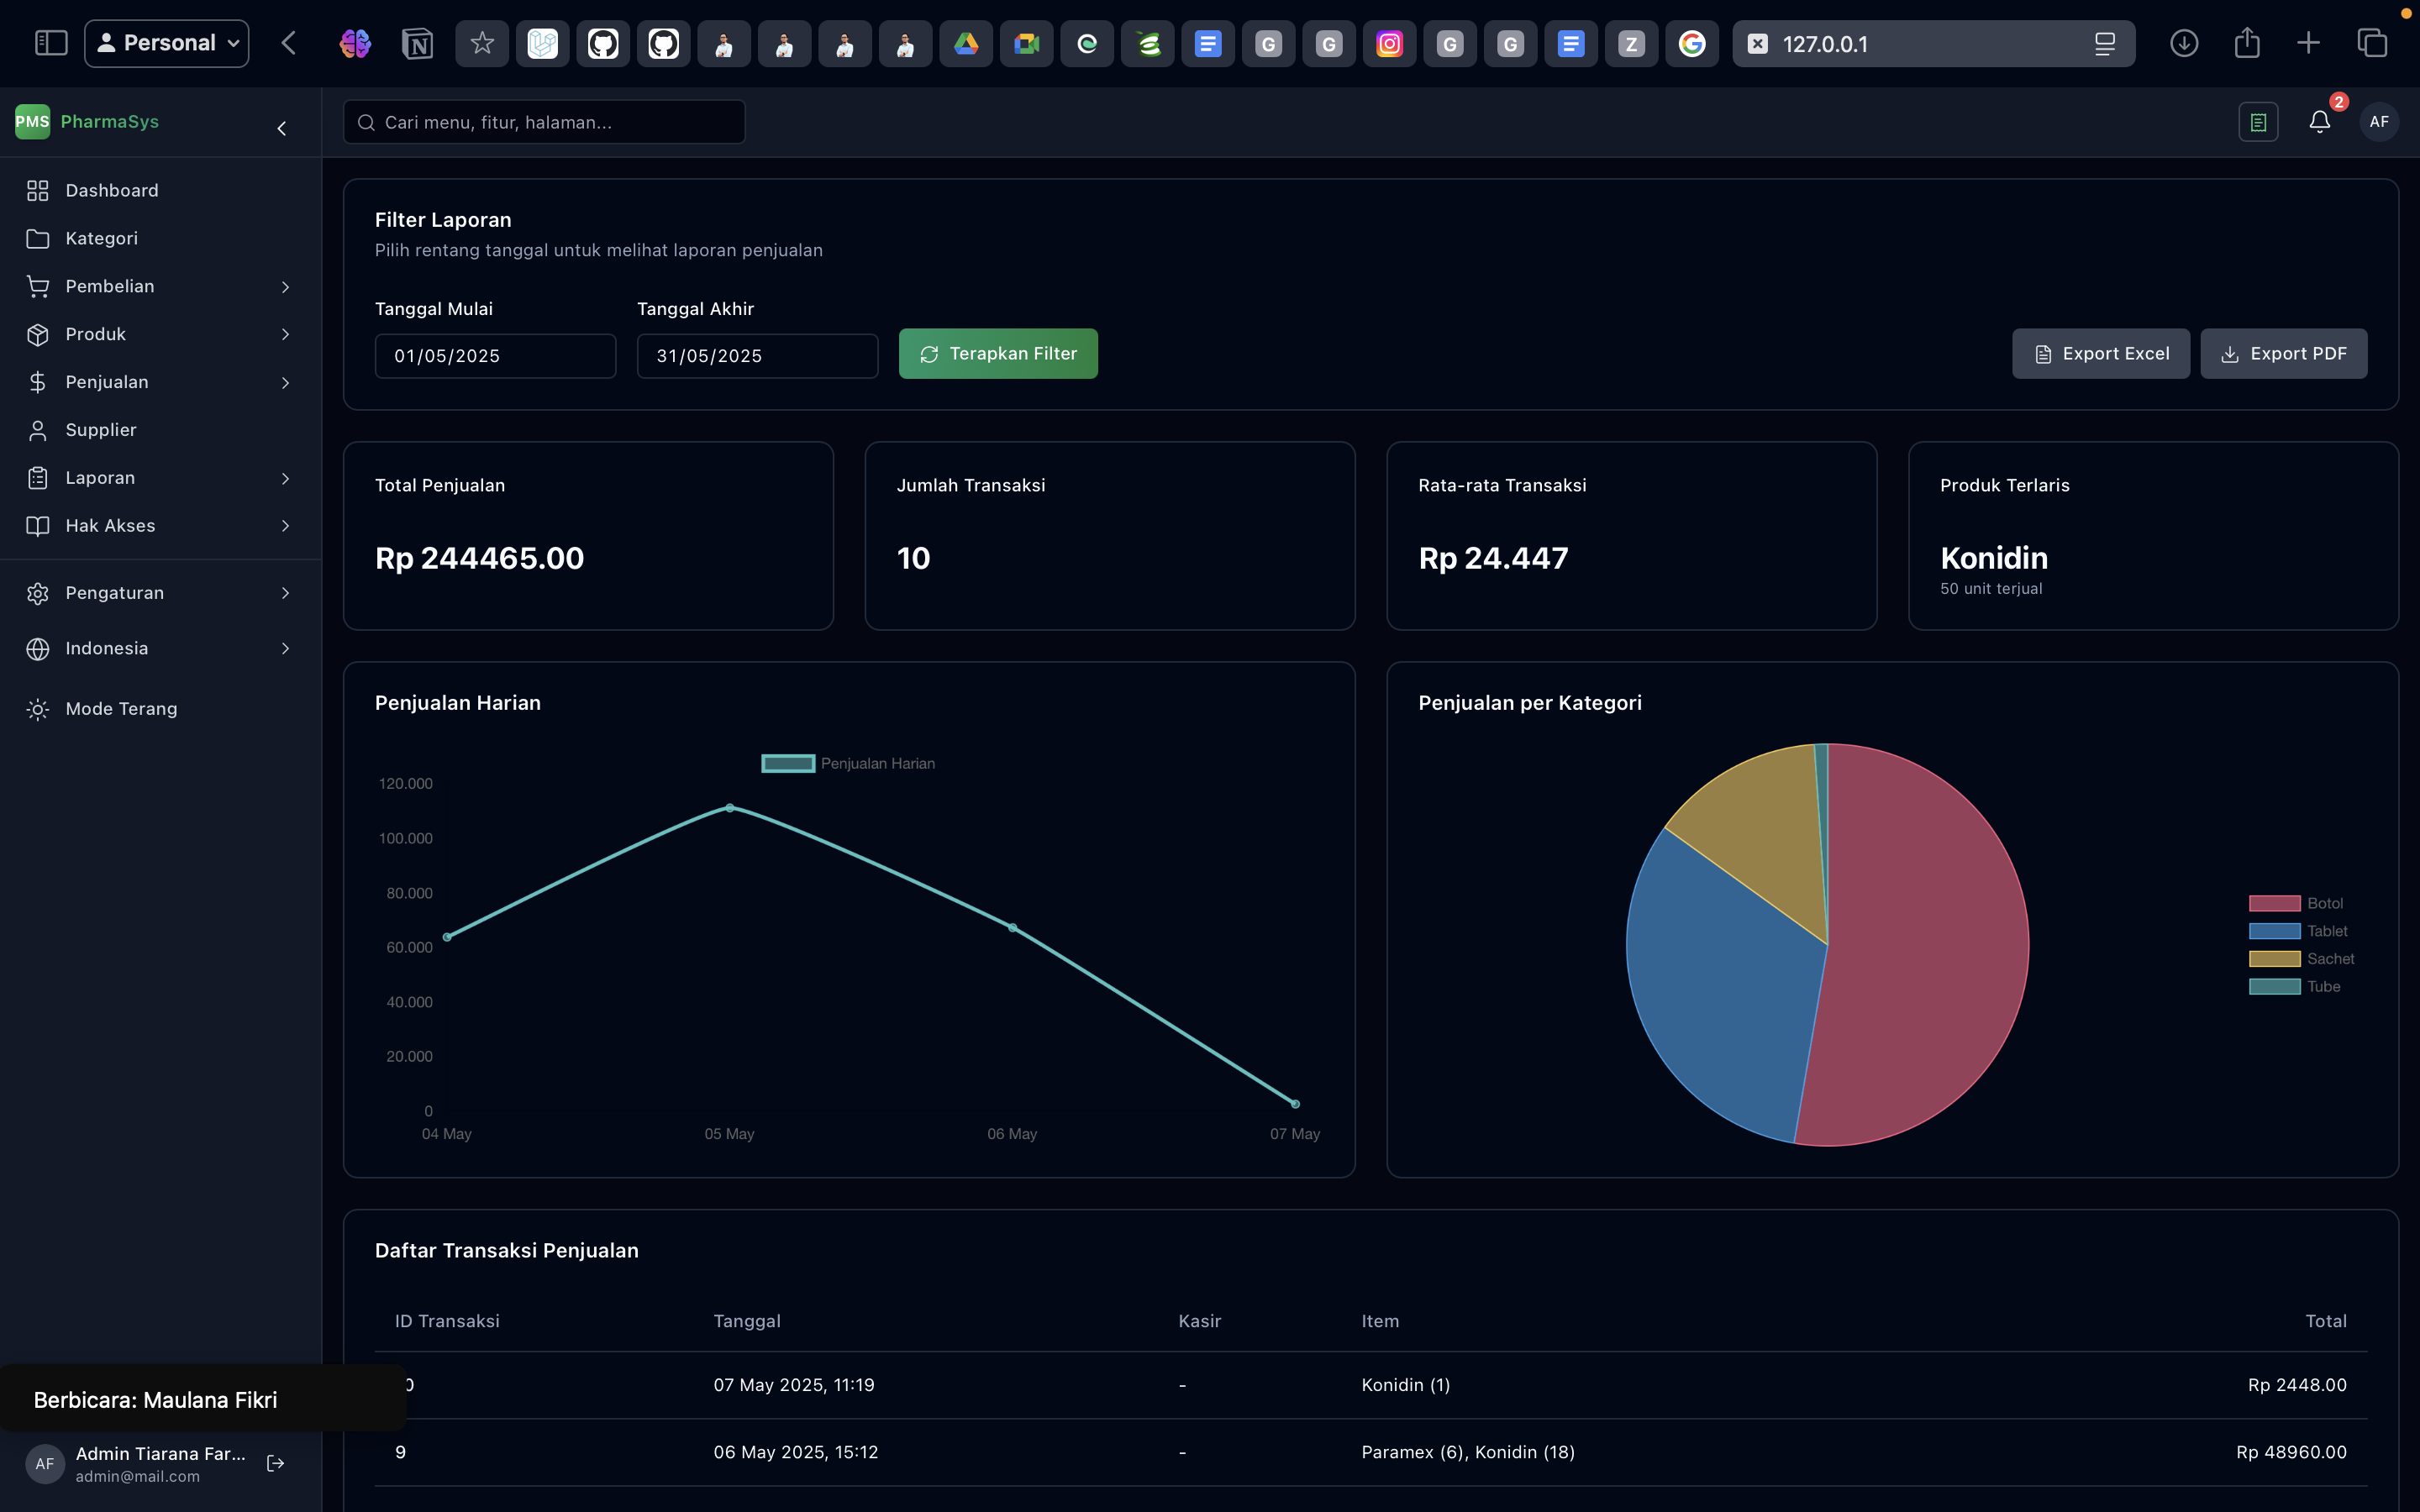 Personal
127.0.0.1
PMS PharmaSys
Cari menu, fitur, halaman...
2
AF
Dashboard
Kategori
Pembelian
Produk
Penjualan
Supplier
Laporan
Hak Akses
Pengaturan
Indonesia
Mode Terang
Filter Laporan
Pilih rentang tanggal untuk melihat laporan penjualan
Tanggal Mulai
Tanggal Akhir
01/05/2025
31/05/2025
Terapkan Filter
Export Excel
Export PDF
Total Penjualan
Rp 244465.00
Jumlah Transaksi
10
Rata-rata Transaksi
Rp 24.447
Produk Terlaris
Konidin
50 unit terjual
Penjualan Harian
Penjualan Harian
120.000
100.000
80.000
60.000
40.000
20.000
0
04 May
05 May
06 May
07 May
Penjualan per Kategori
Botol
Tablet
Sachet
Tube
Daftar Transaksi Penjualan
ID Transaksi Tanggal Kasir Item Total
0 07 May 2025, 11:19 - Konidin (1) Rp 2448.00
9 06 May 2025, 15:12 - Paramex (6), Konidin (18) Rp 48960.00
Berbicara: Maulana Fikri
AF
Admin Tiarana Far...
admin@mail.com